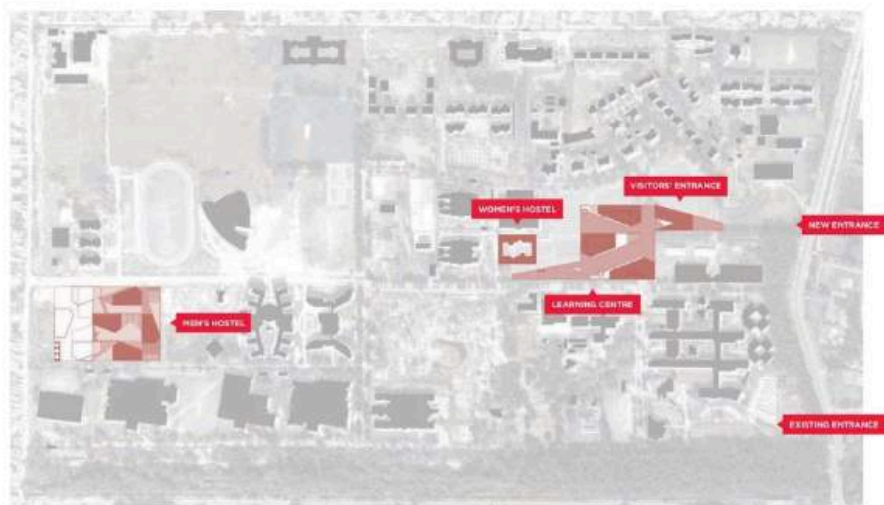 VISITORS' ENTRANCE
WOMEN'S HOSTEL
NEW ENTRANCE
LEARNING CENTRE
MEN'S HOSTEL
EXISTING ENTRANCE